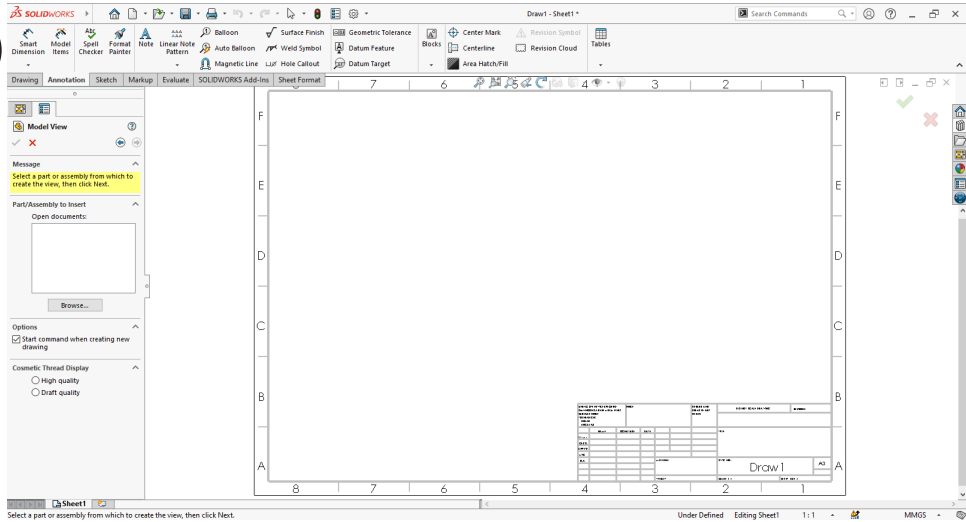 SOLIDWORKS
Draw1 - Sheet1 *
Search Commands
Smart Dimension
Model Items
Spell Checker
Format Painter
Note
Linear Note Pattern
Balloon
Auto Balloon
Magnetic Line
Surface Finish
Weld Symbol
Hole Callout
Geometric Tolerance
Datum Feature
Datum Target
Blocks
Center Mark
Centerline
Area Hatch/Fill
Revision Symbol
Revision Cloud
Tables
Drawing Annotation Sketch Markup Evaluate SOLIDWORKS Add-Ins Sheet Format
7 6 4 3 2 1
Model View
Message
Select a part or assembly from which to
create the view, then click Next.
Part/Assembly to Insert
Open documents:
Browse...
Options
Start command when creating new
drawing
Cosmetic Thread Display
High quality
Draft quality
F F
E E
D D
C C
B B
A A
Draw1
A3
8 7 6 5 4 3 2 1
Sheet1
Select a part or assembly from which to create the view, then click Next.
Under Defined Editing Sheet1 1:1 MMGS